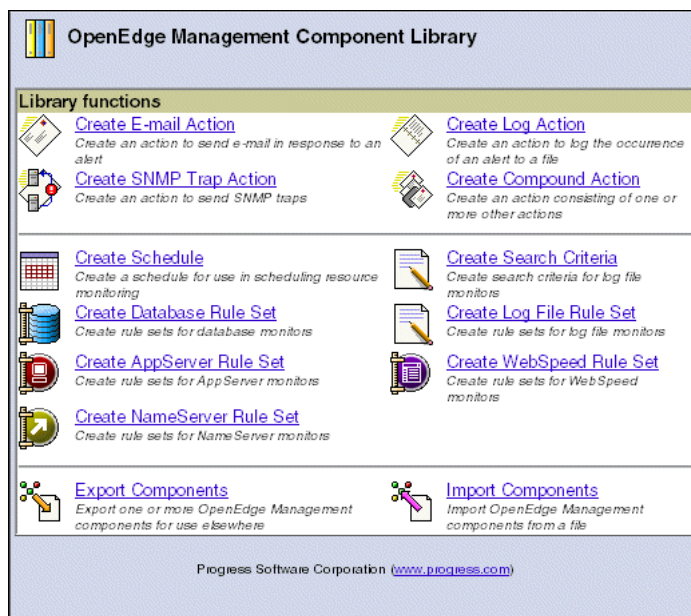 OpenEdge Management Component Library
Library functions
Create E-mail Action
Create an action to send e-mail in response to an
alert
Create Log Action
Create an action to log the occurrence
of an alert to a file
Create SNMP Trap Action
Create an action to send SNMP traps
Create Compound Action
Create an action consisting of one or
more other actions
Create Schedule
Create a schedule for use in scheduling resource
monitoring
Create Search Criteria
Create search criteria for log file
monitors
Create Database Rule Set
Create rule sets for database monitors
Create Log File Rule Set
Create rule sets for log file monitors
Create AppServer Rule Set
Create rule sets for AppServer monitors
Create WebSpeed Rule Set
Create rule sets for WebSpeed
monitors
Create NameServer Rule Set
Create rule sets for NameServer monitors
Export Components
Export one or more OpenEdge Management
components for use elsewhere
Import Components
Import OpenEdge Management
components from a file
Progress Software Corporation (www.progress.com)